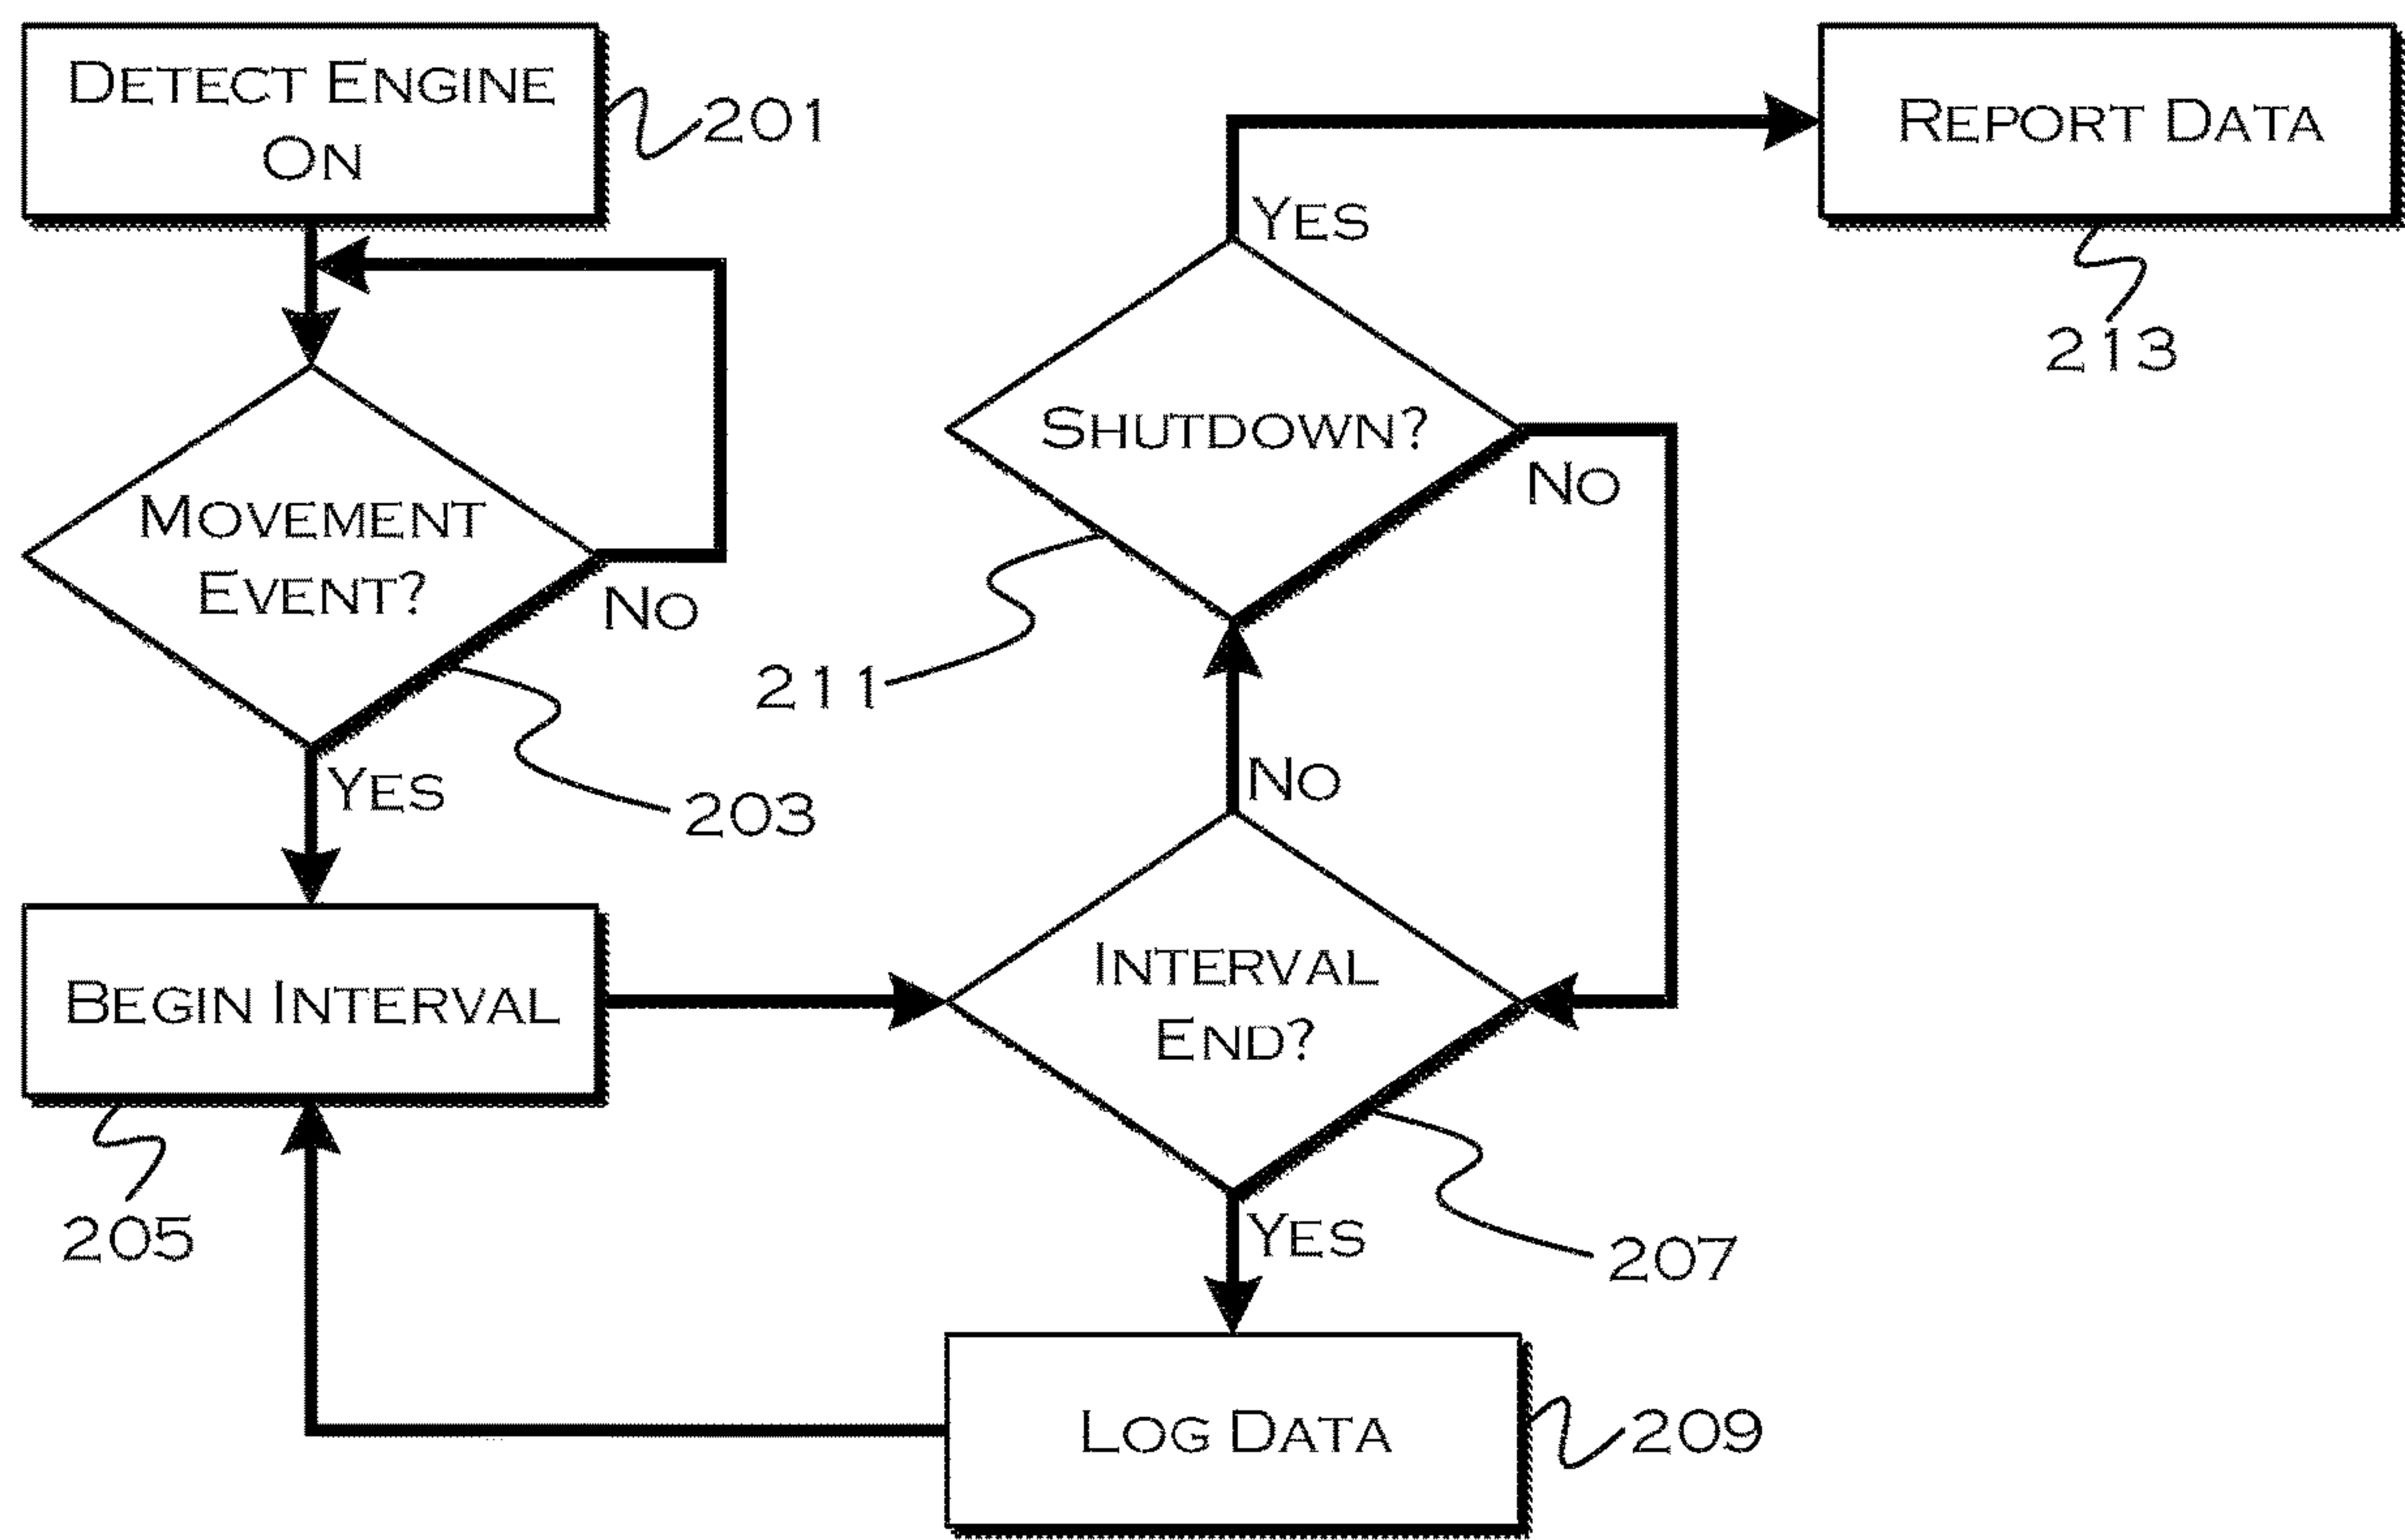 DETECT ENGINE
ON
201
MOVEMENT
EVENT?
NO
YES
203
BEGIN INTERVAL
205
REPORT DATA
213
YES
SHUTDOWN?
NO
211
NO
INTERVAL
END?
YES
207
LOG DATA
209